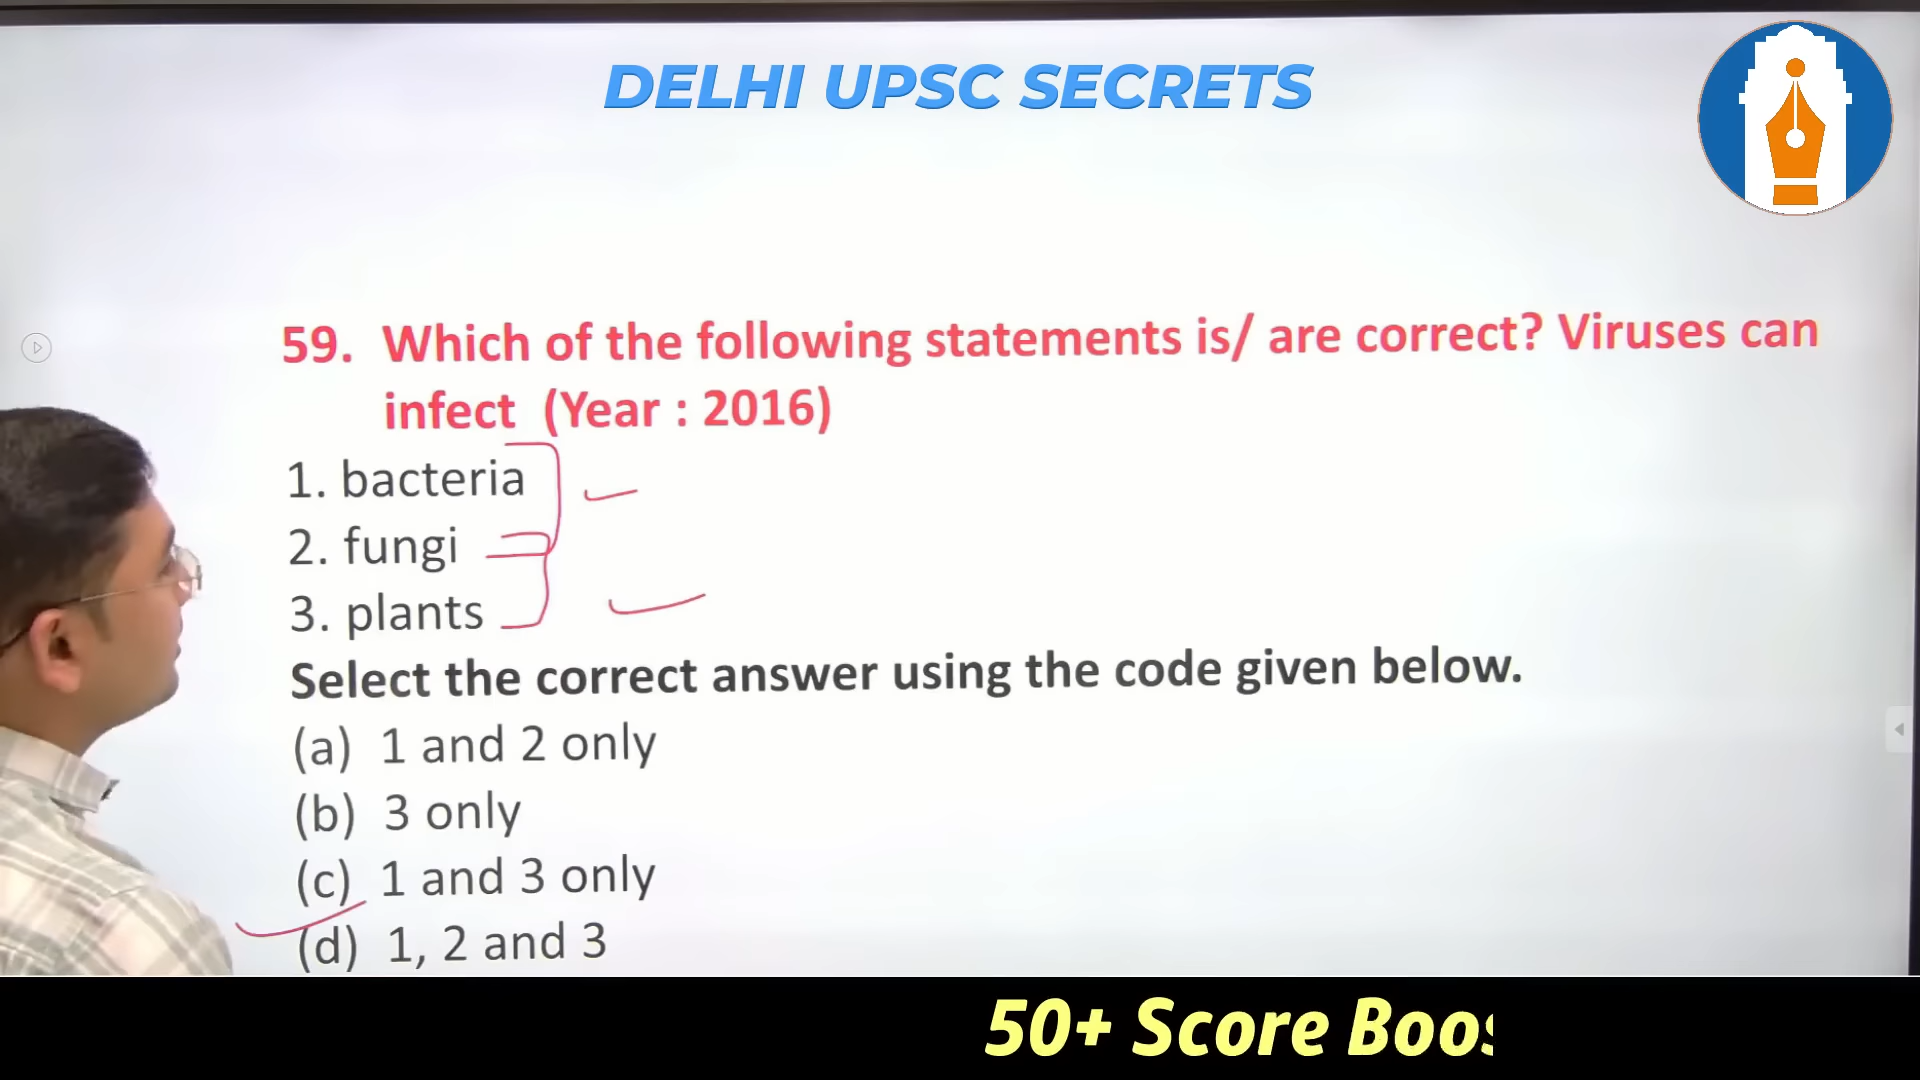 DELHI UPSC SECRETS
59. Which of the following statements is/ are correct? Viruses can
infect (Year : 2016)
1. bacteria
2. fungi
3. plants
Select the correct answer using the code given below.
(a) 1 and 2 only
(b) 3 only
(c) 1 and 3 only
(d) 1, 2 and 3
50+ Score Boos